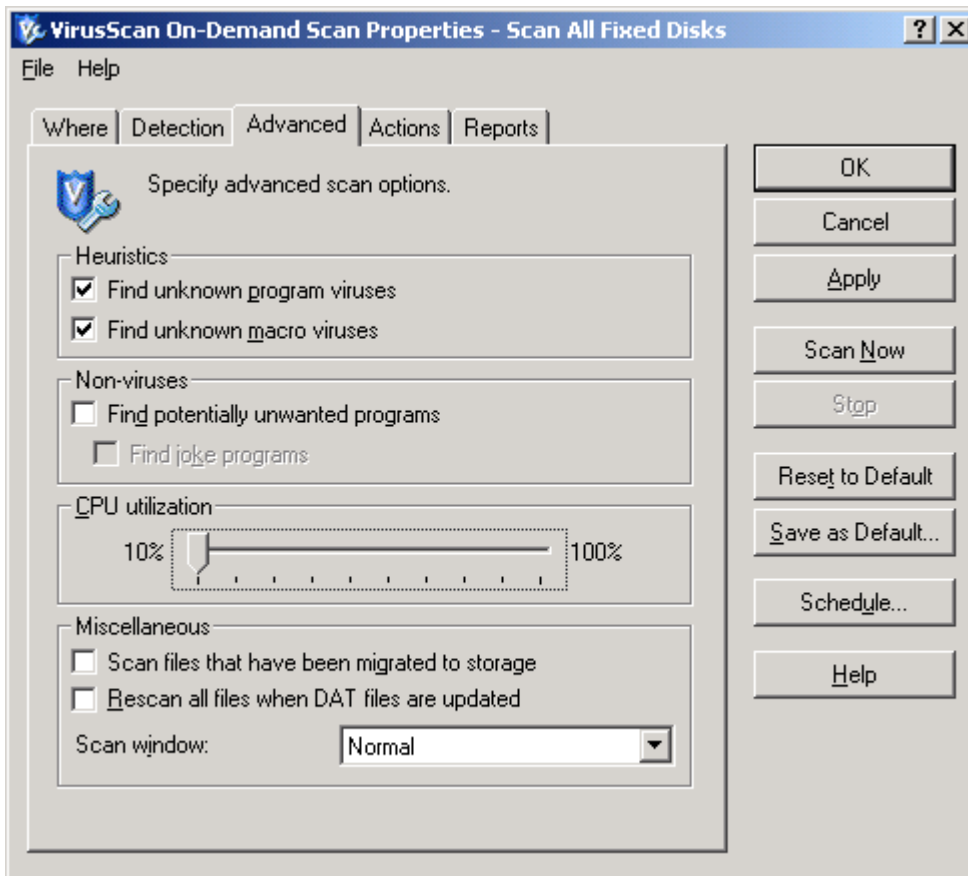 VirusScan On-Demand Scan Properties - Scan All Fixed Disks
File Help
Where Detection Advanced Actions Reports
Specify advanced scan options.
Heuristics
Find unknown program viruses
Find unknown macro viruses
Non-viruses
Find potentially unwanted programs
Find joke programs
CPU utilization
10% 100%
Miscellaneous
Scan files that have been migrated to storage
Rescan all files when DAT files are updated
Scan window: Normal
OK
Cancel
Apply
Scan Now
Stop
Reset to Default
Save as Default...
Schedule...
Help